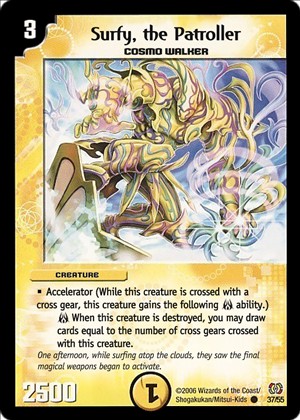 3
Surfy, the Patroller
COSMO WALKER
CREATURE
▪ Accelerator (While this creature is crossed with a
cross gear, this creature gains the following ability.)
When this creature is destroyed, you may draw
cards equal to the number of cross gears crossed
with this creature.
One afternoon, while surfing atop the clouds, they saw the final
magical weapons began to activate.
2500
1
©2006 Wizards of the Coast/
Shogakukan/Mitsui-Kids
37/55